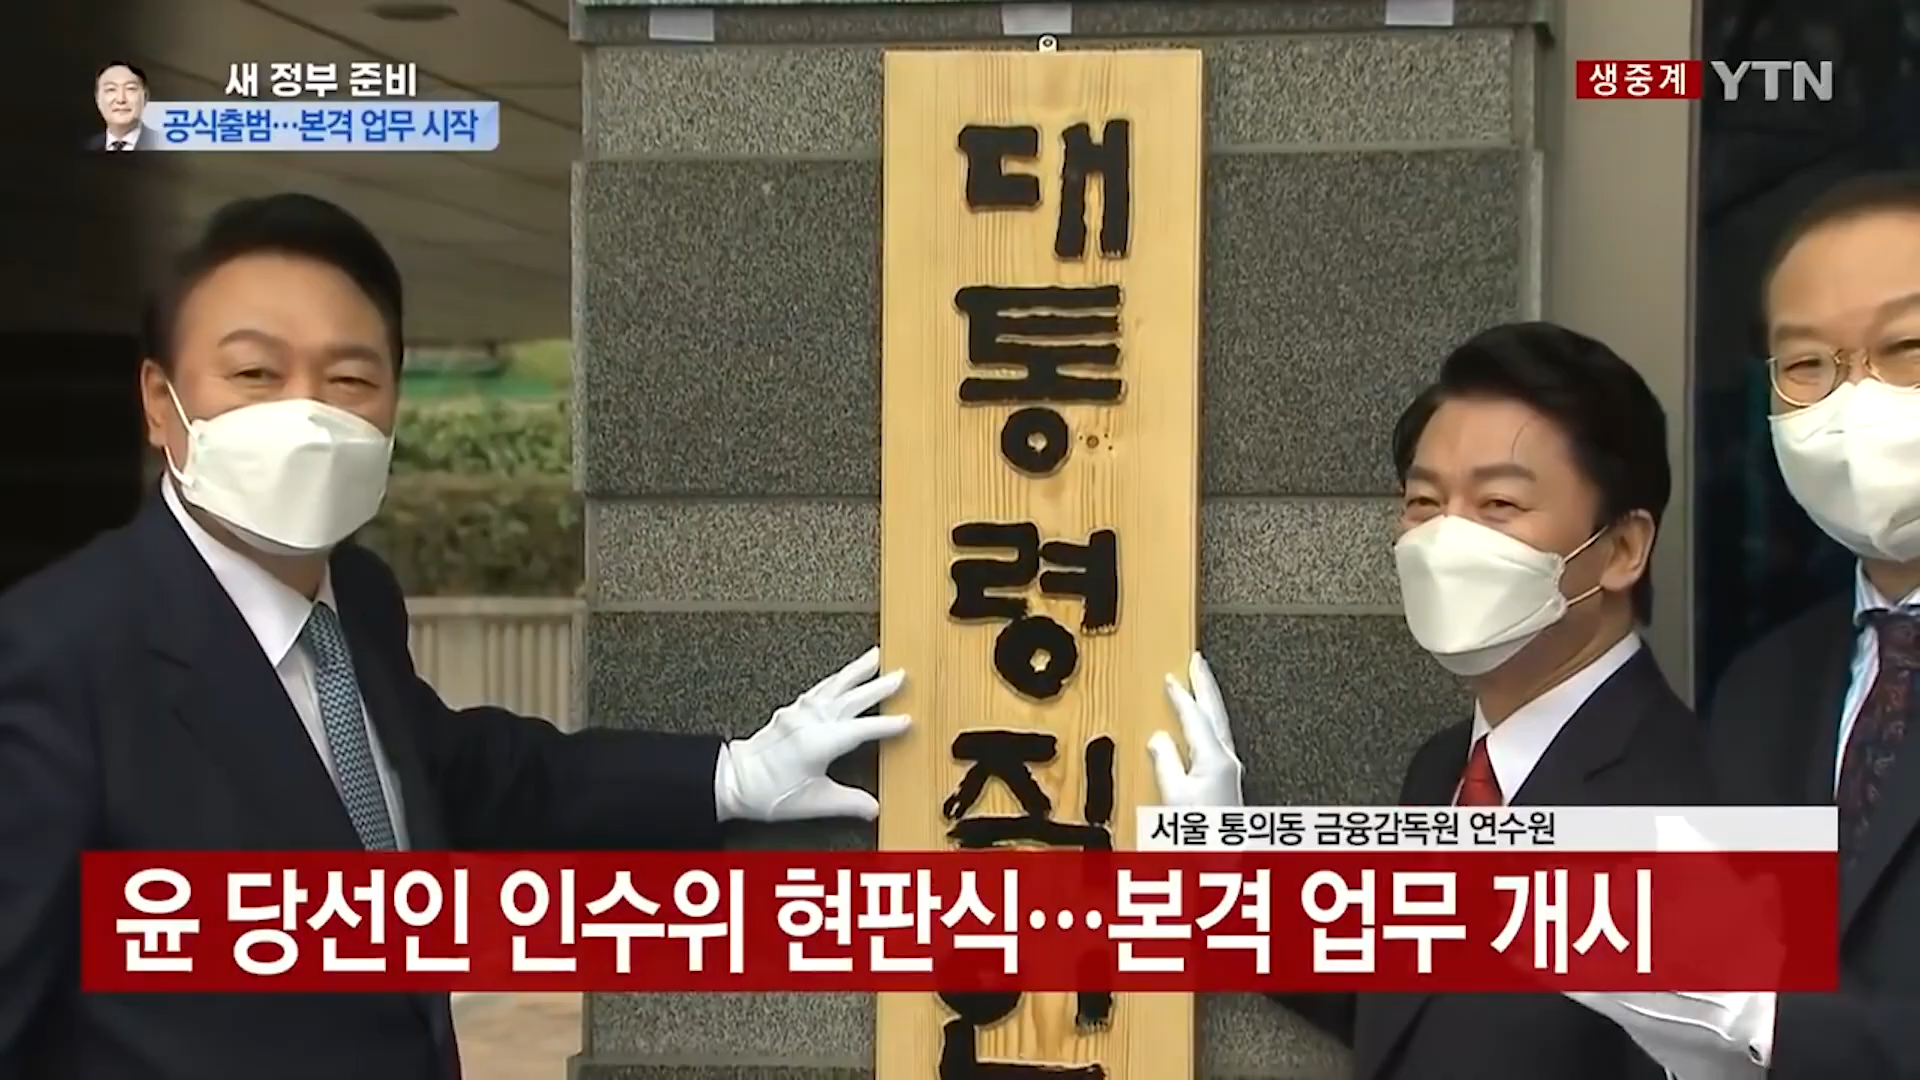 새 정부 준비
공식출범…본격 업무 시작
생중계 YTN
대통령직인
서울 통의동 금융감독원 연수원
윤 당선인 인수위 현판식…본격 업무 개시